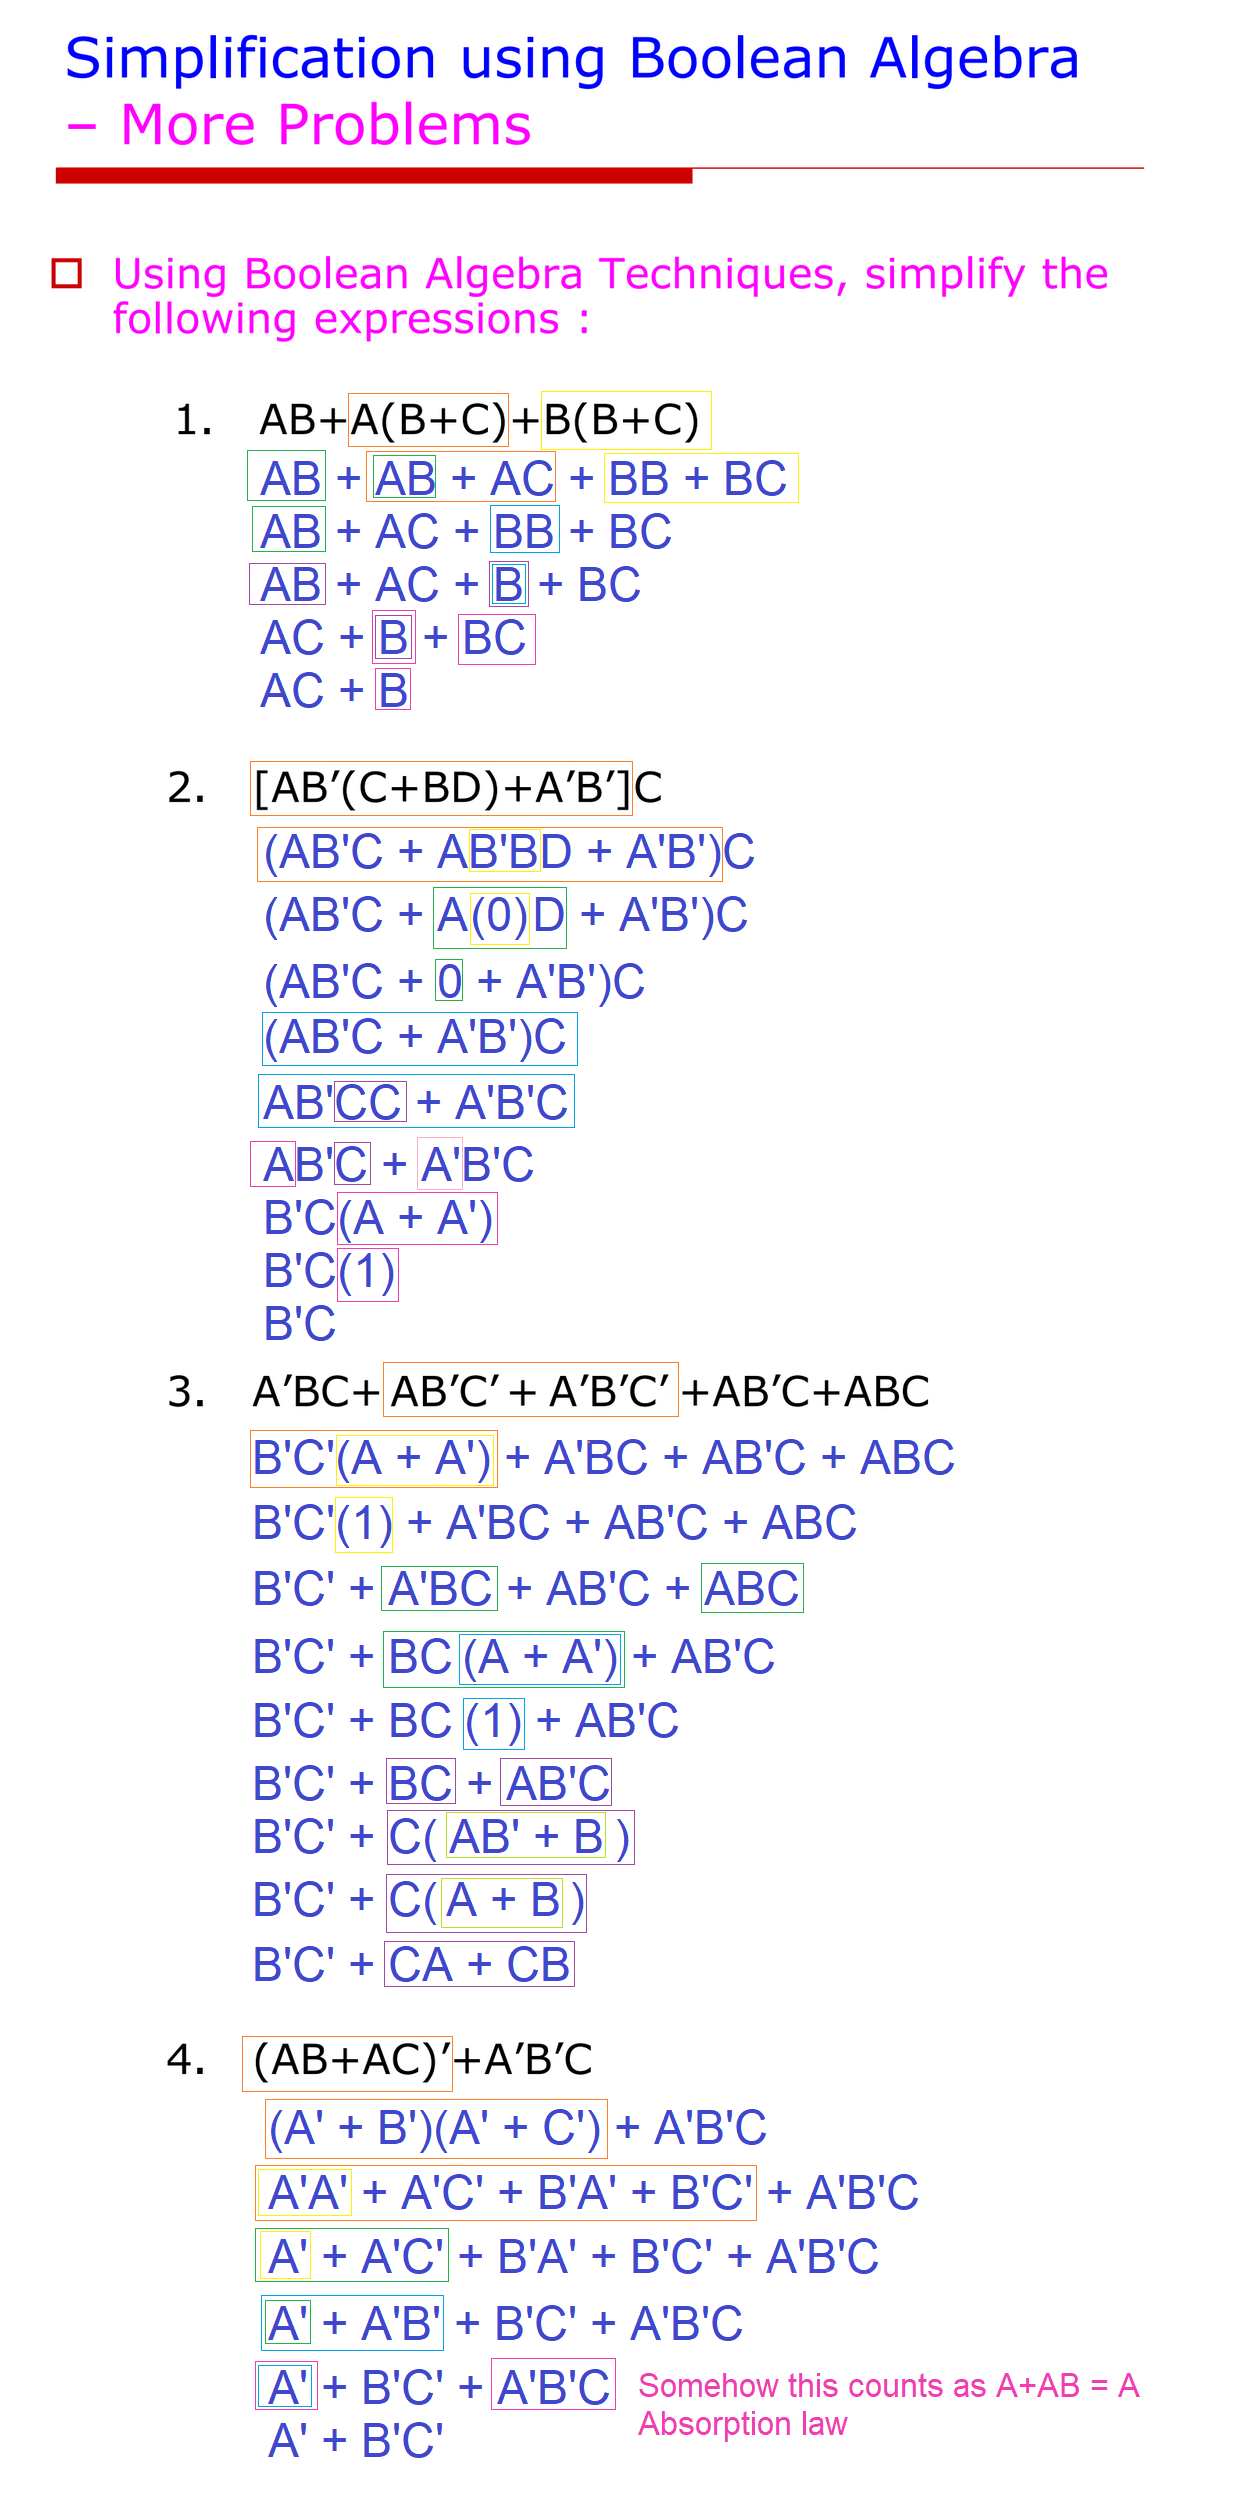 Simplification using Boolean Algebra
– More Problems
Using Boolean Algebra Techniques, simplify the
following expressions :
1. AB+A(B+C)+B(B+C)
AB + AB + AC + BB + BC
AB + AC + BB + BC
AB + AC + B + BC
AC + B + BC
AC + B
2. [AB′(C+BD)+A′B′]C
(AB'C + AB'BD + A'B')C
(AB'C + A(0)D + A'B')C
(AB'C + 0 + A'B')C
(AB'C + A'B')C
AB'CC + A'B'C
AB'C + A'B'C
B'C(A + A')
B'C(1)
B'C
3. A′BC+ AB′C′ + A′B′C′ +AB′C+ABC
B'C'(A + A') + A'BC + AB'C + ABC
B'C'(1) + A'BC + AB'C + ABC
B'C' + A'BC + AB'C + ABC
B'C' + BC (A + A') + AB'C
B'C' + BC (1) + AB'C
B'C' + BC + AB'C
B'C' + C( AB' + B )
B'C' + C( A + B )
B'C' + CA + CB
4. (AB+AC)′+A′B′C
(A' + B')(A' + C') + A'B'C
A'A' + A'C' + B'A' + B'C' + A'B'C
A' + A'C' + B'A' + B'C' + A'B'C
A' + A'B' + B'C' + A'B'C
A' + B'C' + A'B'C Somehow this counts as A+AB = A
Absorption law
A' + B'C'